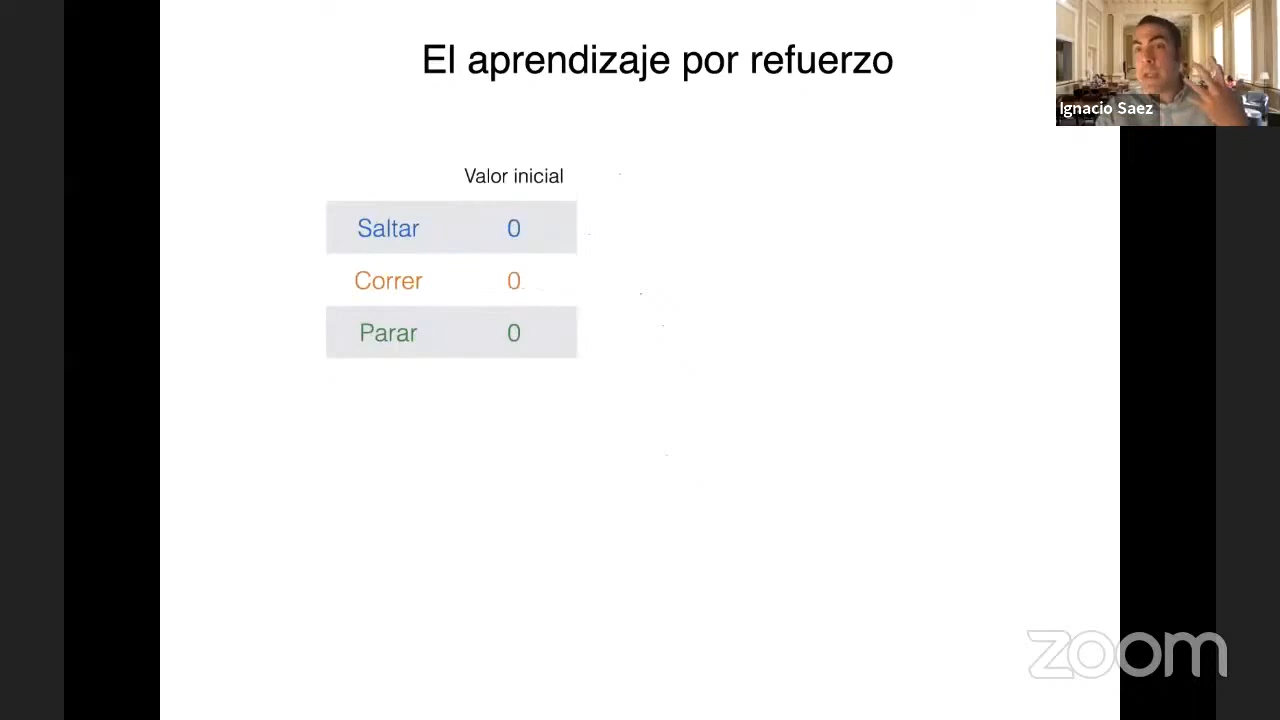 El aprendizaje por refuerzo
Ignacio Saez
Valor inicial
Saltar 0
Correr 0
Parar 0
zoom